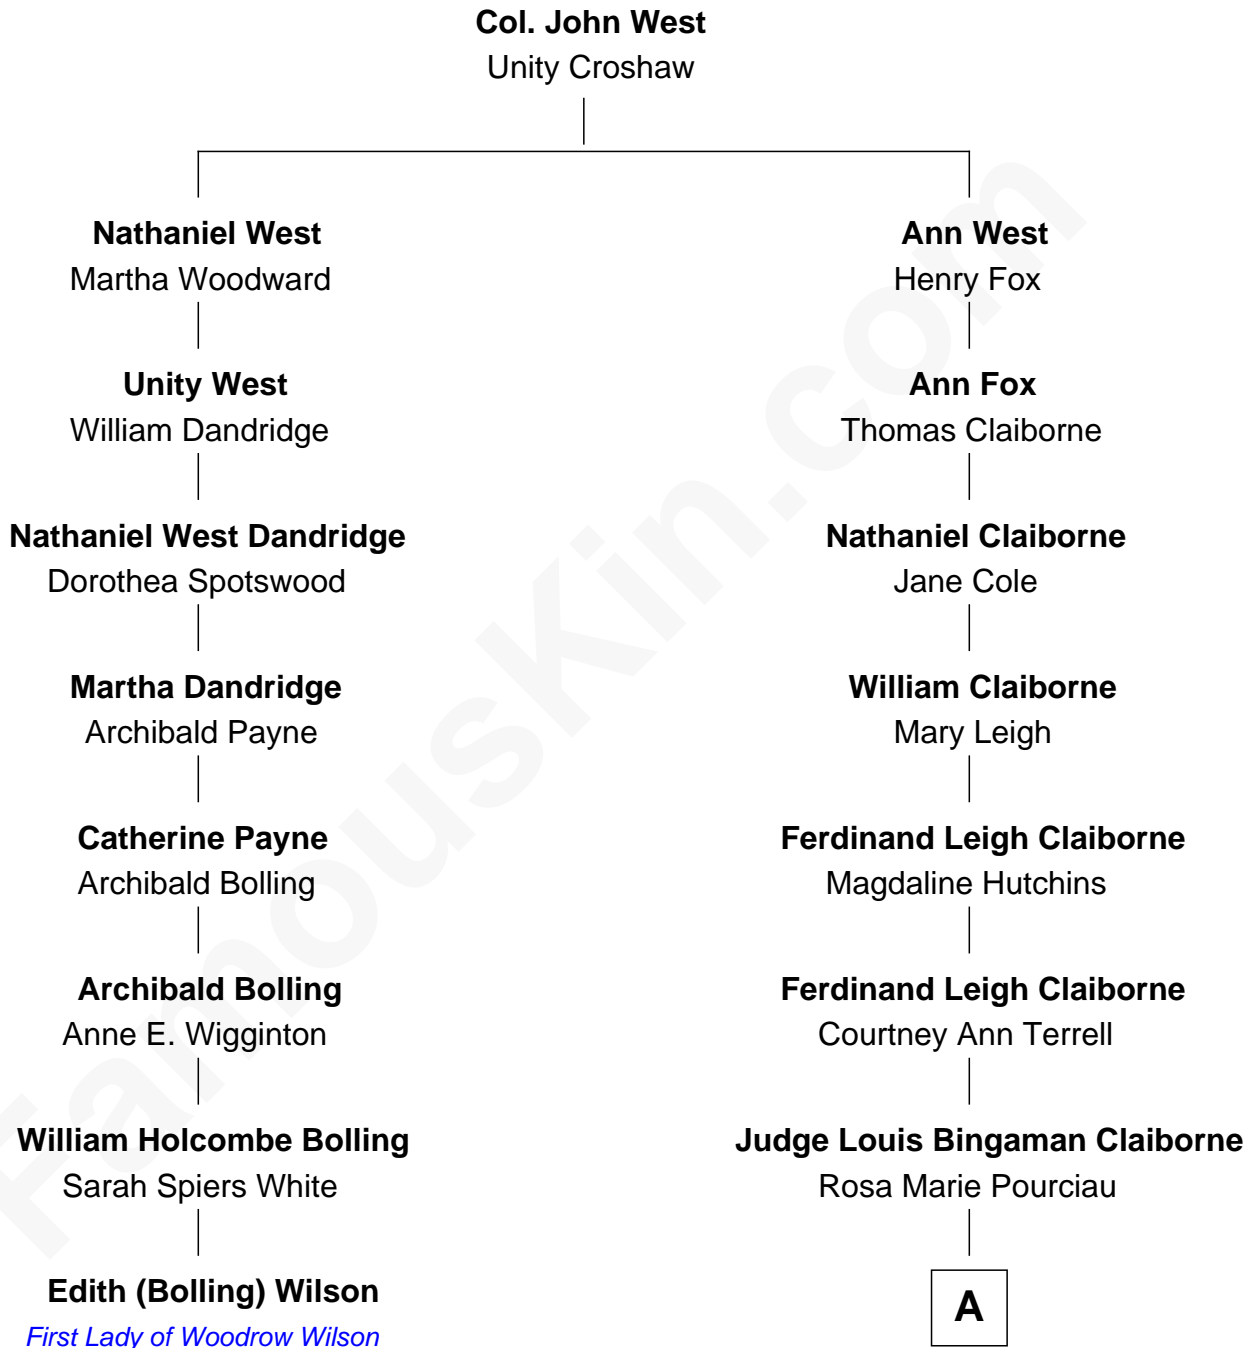 Col. John West
Unity Croshaw
Nathaniel West
Martha Woodward
Ann West
Henry Fox
Unity West
William Dandridge
Ann Fox
Thomas Claiborne
Nathaniel West Dandridge
Dorothea Spotswood
Nathaniel Claiborne
Jane Cole
Martha Dandridge
Archibald Payne
William Claiborne
Mary Leigh
Catherine Payne
Archibald Bolling
Ferdinand Leigh Claiborne
Magdaline Hutchins
Archibald Bolling
Anne E. Wigginton
Ferdinand Leigh Claiborne
Courtney Ann Terrell
William Holcombe Bolling
Sarah Spiers White
Judge Louis Bingaman Claiborne
Rosa Marie Pourciau
Edith (Bolling) Wilson
First Lady of Woodrow Wilson
A
FamousKin.com